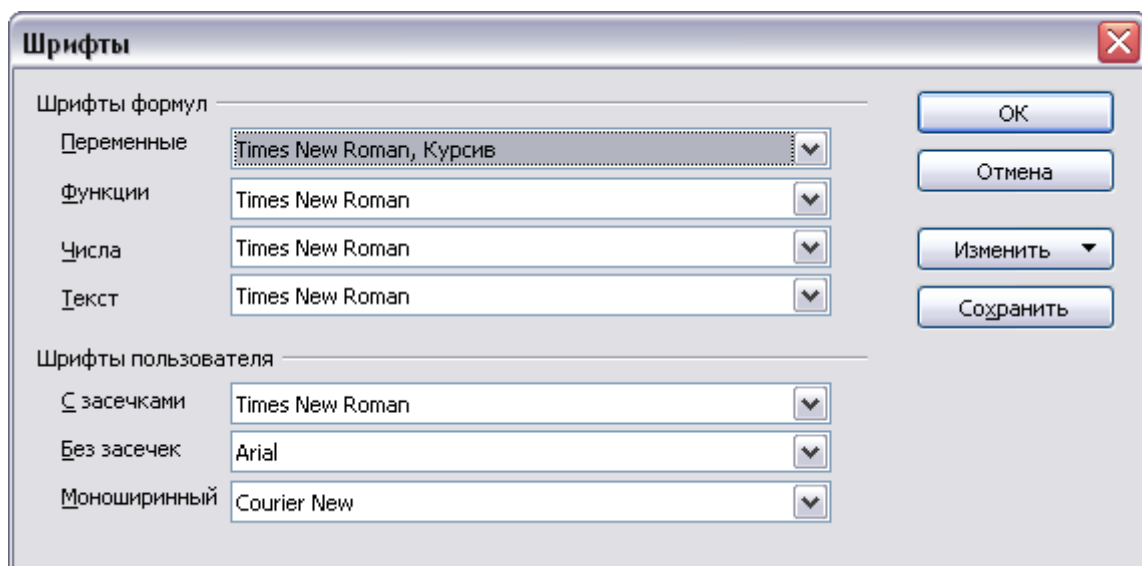 Шрифты
Шрифты формул
Переменные Times New Roman, Курсив
Функции Times New Roman
Числа Times New Roman
Текст Times New Roman
Шрифты пользователя
С засечками Times New Roman
Без засечек Arial
Моноширинный Courier New
ОК
Отмена
Изменить
Сохранить